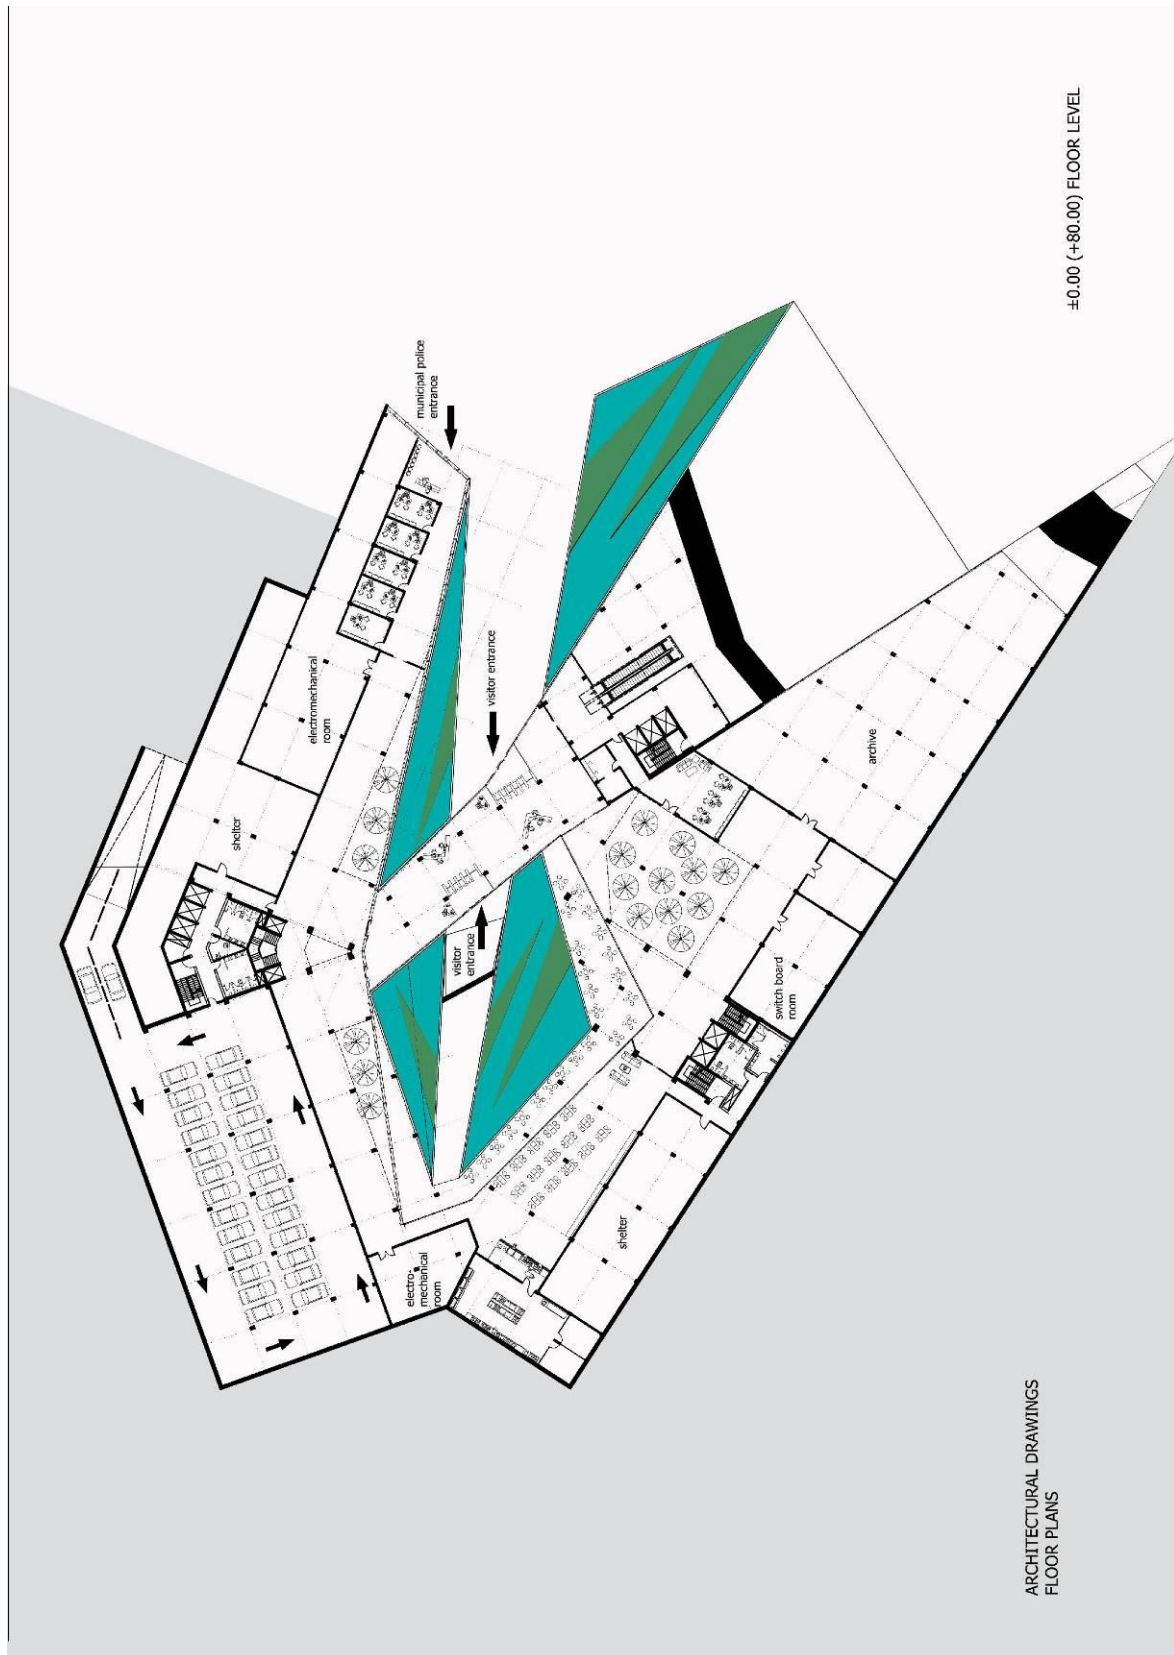 ARCHITECTURAL DRAWINGS
FLOOR PLANS
±0.00 (+80.00) FLOOR LEVEL
shelter
electromechanical
room
municipal police
entrance
visitor entrance
visitor
entrance
electro-
mechanical
room
switch board
room
archive
shelter